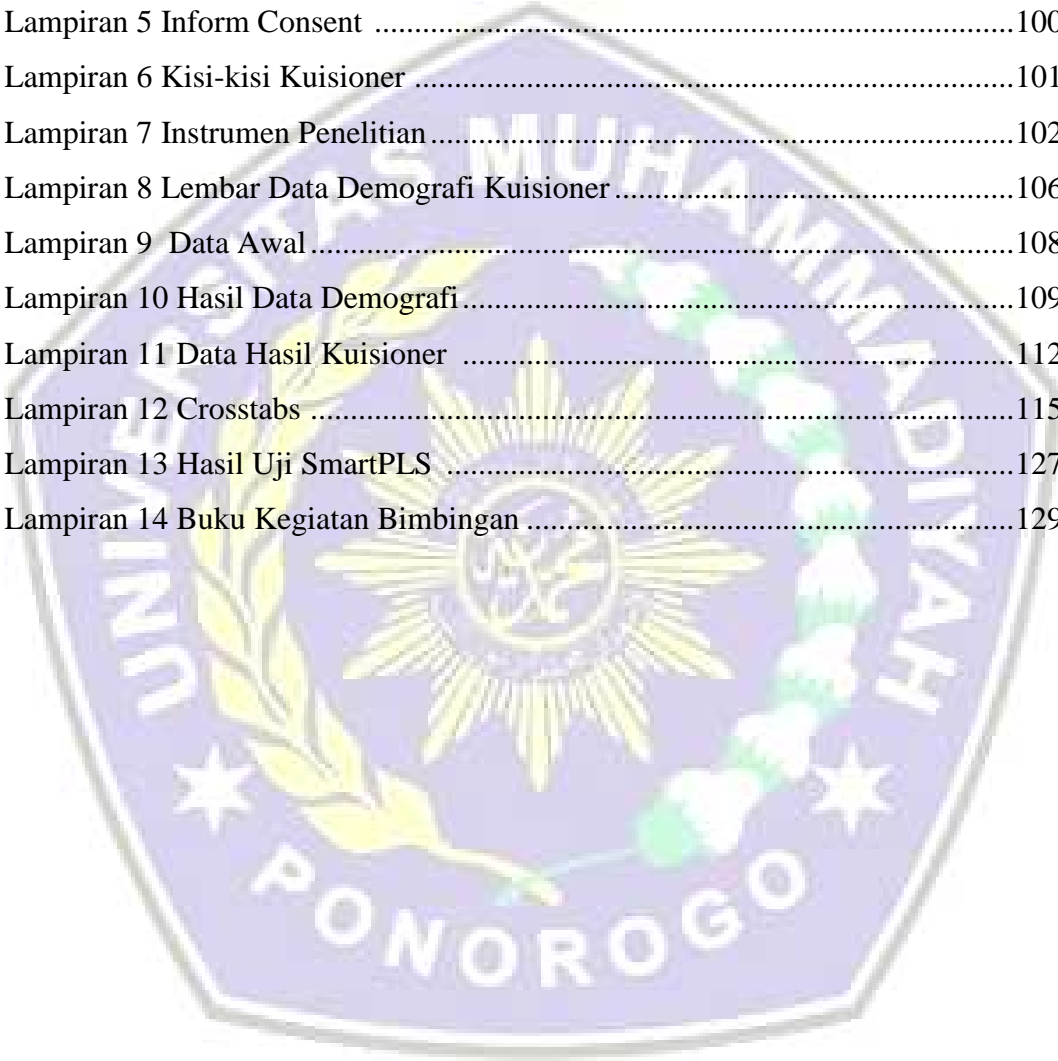 Lampiran 5 Inform Consent ........................................................................100
Lampiran 6 Kisi-kisi Kuisioner ...................................................................101
Lampiran 7 Instrumen Penelitian.................................................................102
Lampiran 8 Lembar Data Demografi Kuisioner ............................................106
Lampiran 9  Data Awal ..............................................................................108
Lampiran 10 Hasil Data Demografi..............................................................109
Lampiran 11 Data Hasil Kuisioner ..............................................................112
Lampiran 12 Crosstabs ...............................................................................115
Lampiran 13 Hasil Uji SmartPLS ................................................................127
Lampiran 14 Buku Kegiatan Bimbingan ......................................................129
UNIVERSITAS MUHAMMADIYAH
PONOROGO